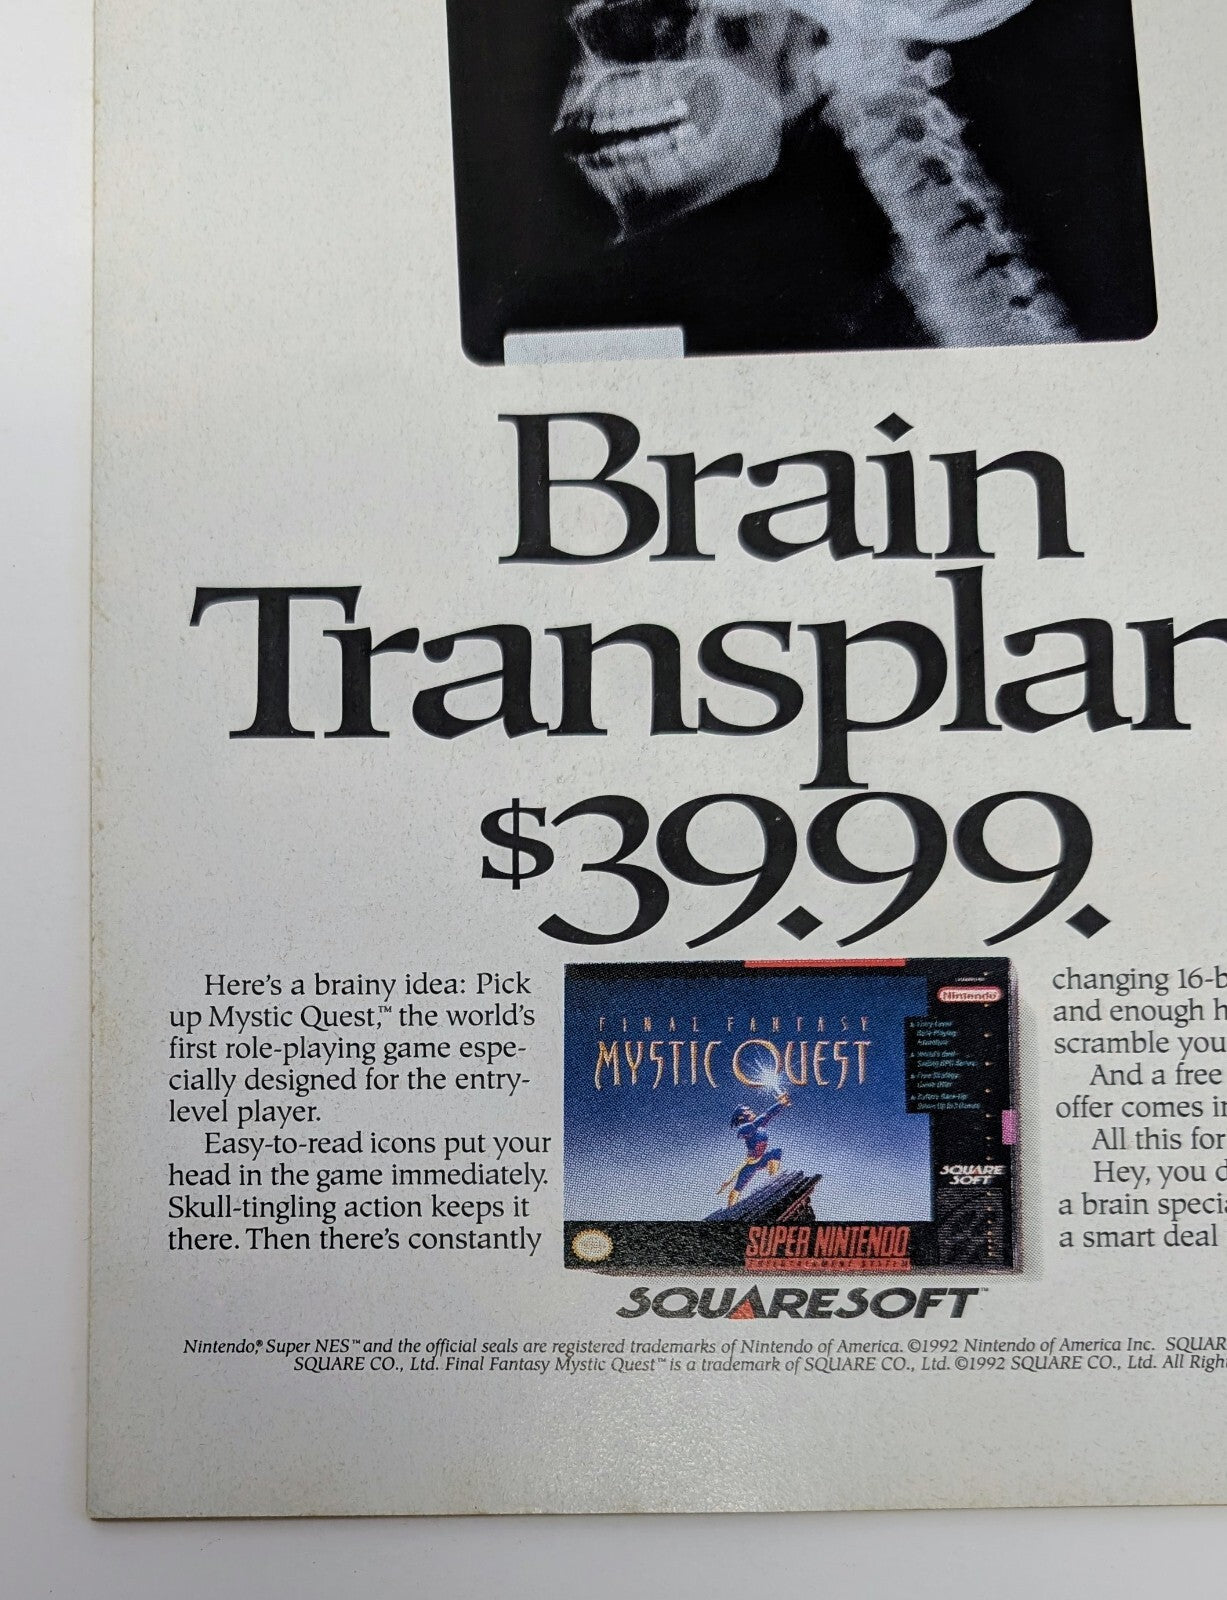 Brain
Transplan
$39.99.
Here's a brainy idea: Pick
up Mystic Quest,™ the world's
first role-playing game espe-
cially designed for the entry-
level player.
Easy-to-read icons put your
head in the game immediately.
Skull-tingling action keeps it
there. Then there's constantly
Nintendo
FINAL FANTASY
MYSTIC QUEST
SQUARE
SOFT
SUPER NINTENDO
ENTERTAINMENT SYSTEM
changing 16-b
and enough h
scramble you
And a free
offer comes in
All this for
Hey, you d
a brain specia
a smart deal
SQUARESOFT™
Nintendo,® Super NES™ and the official seals are registered trademarks of Nintendo of America. ©1992 Nintendo of America Inc. SQUAR
SQUARE CO., Ltd. Final Fantasy Mystic Quest™ is a trademark of SQUARE CO., Ltd. ©1992 SQUARE CO., Ltd. All Righ